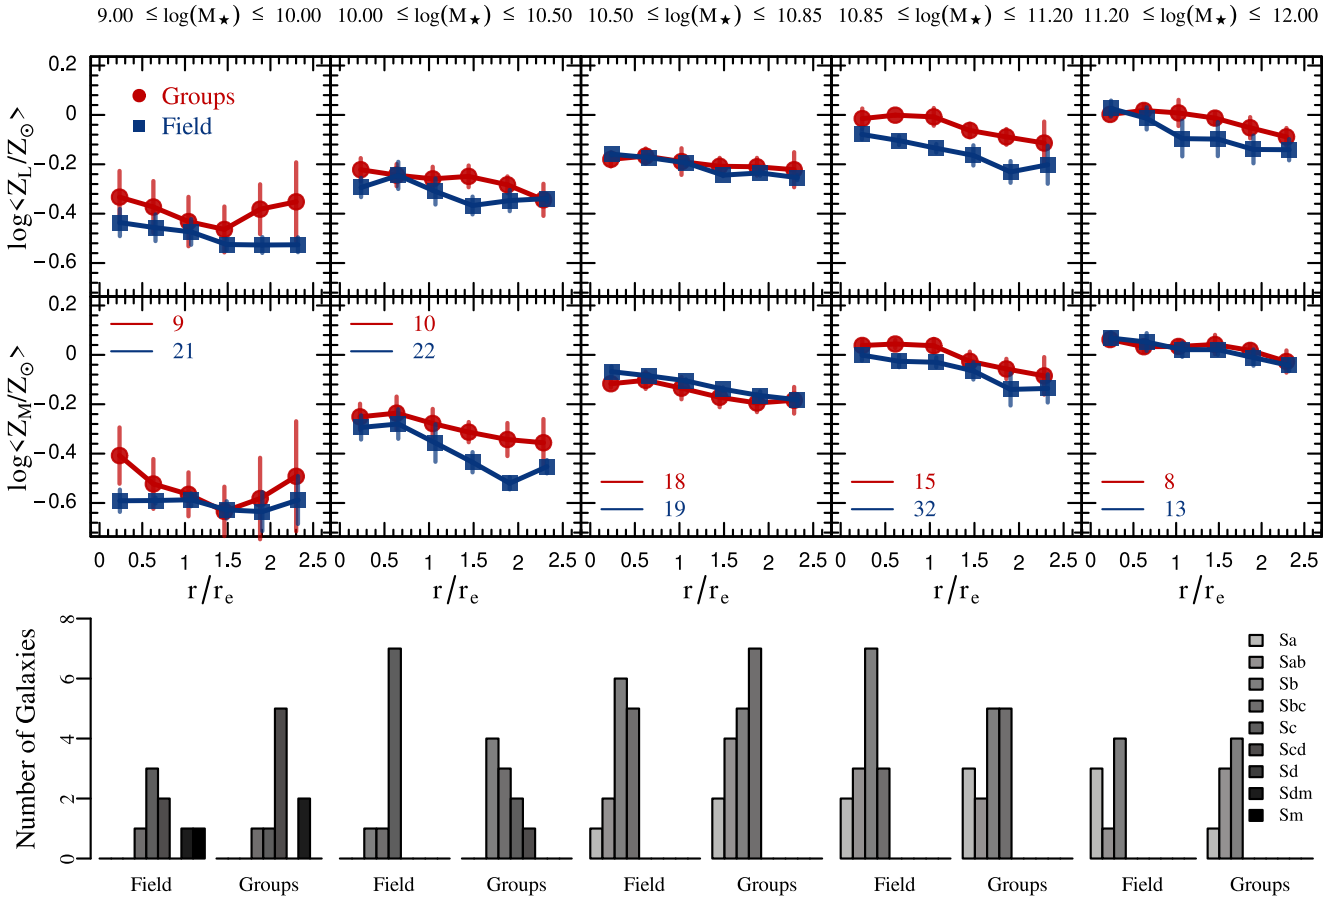 9.00 ≤ log(M★) ≤ 10.00 10.00 ≤ log(M★) ≤ 10.50 10.50 ≤ log(M★) ≤ 10.85 10.85 ≤ log(M★) ≤ 11.20 11.20 ≤ log(M★) ≤ 12.00
log<Z_L/Z_⊙>
0.2
0
−0.2
−0.4
−0.6
Groups
Field
log<Z_M/Z_⊙>
0.2
0
−0.2
−0.4
−0.6
9
21
10
22
18
19
15
32
8
13
0 0.5 1 1.5 2 2.5 0 0.5 1 1.5 2 2.5 0 0.5 1 1.5 2 2.5 0 0.5 1 1.5 2 2.5 0 0.5 1 1.5 2 2.5
r/r_e r/r_e r/r_e r/r_e r/r_e
Number of Galaxies
8
6
4
2
0
Sa
Sab
Sb
Sbc
Sc
Scd
Sd
Sdm
Sm
Field Groups Field Groups Field Groups Field Groups Field Groups